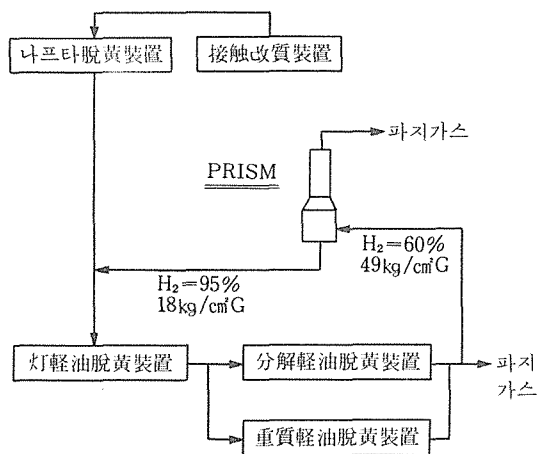 나프타脫黃裝置
接触改質裝置
파지가스
PRISM
H₂=60%
49kg/cm²G
H₂=95%
18kg/cm²G
灯軽油脫黃裝置
分解軽油脫黃裝置
파지
가스
重質軽油脫黃裝置